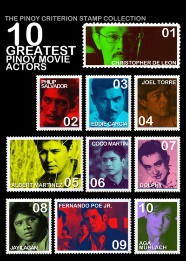 THE PINOY CRITERION STAMP COLLECTION
10
GREATEST
PINOY MOVIE
ACTORS
01
CHRISTOPHER DE LEON
PHILIP
SALVADOR
02
03
EDDIE GARCIA
JOEL TORRE
04
ALBERT MARTINEZ
05
COCO MARTIN
06
07
DOLPHY
08
JAY ILAGAN
FERNANDO POE JR.
09
10
AGA
MUHLACH